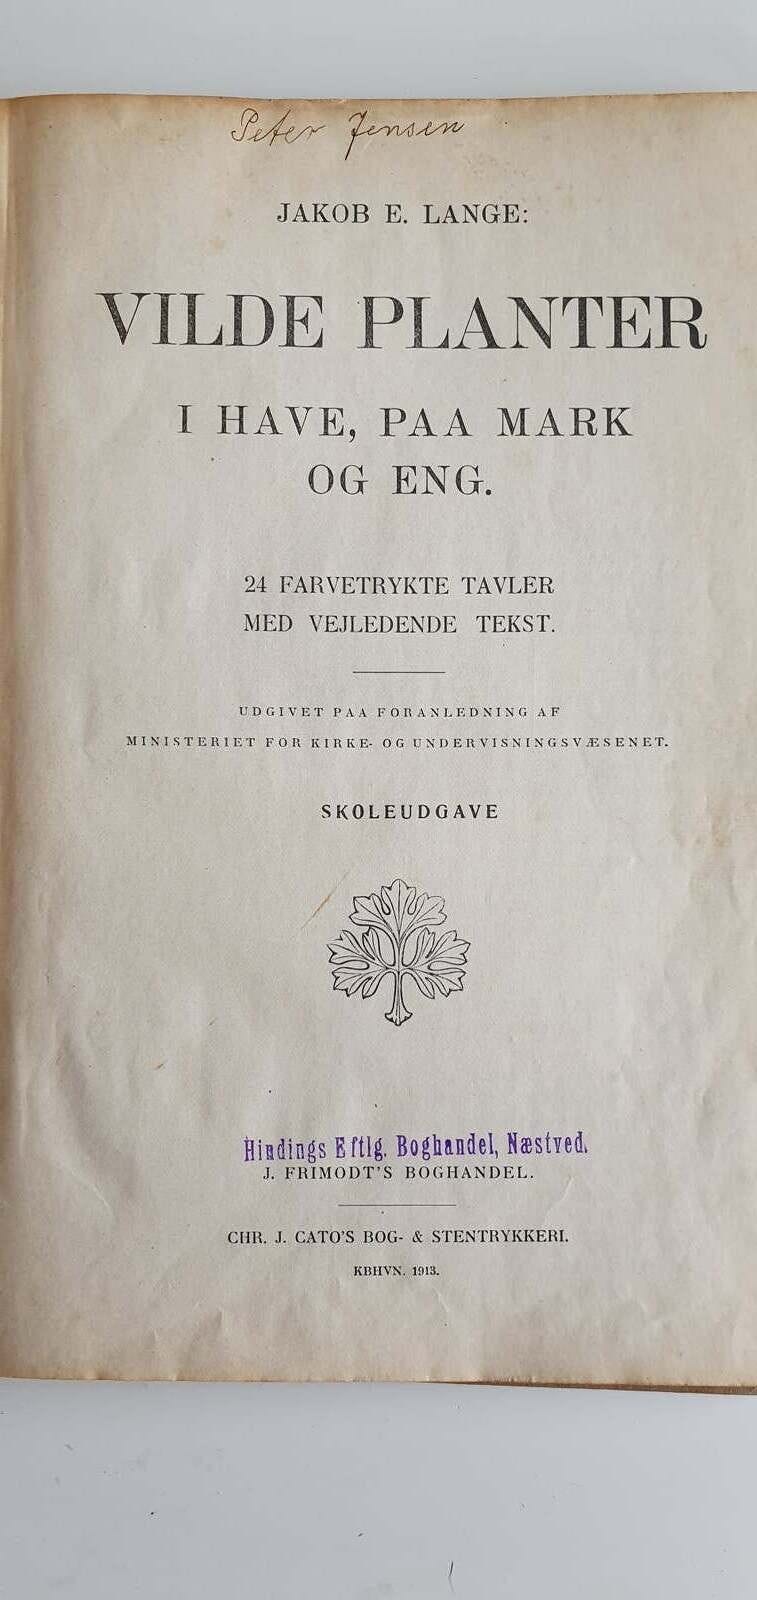 Peter Jensen
JAKOB E. LANGE:
VILDE PLANTER
I HAVE, PAA MARK
OG ENG.
24 FARVETRYKTE TAVLER
MED VEJLEDENDE TEKST.
UDGIVET PAA FORANLEDNING AF
MINISTERIET FOR KIRKE- OG UNDERVISNINGSVÆSENET.
SKOLEUDGAVE
Hindings Eftlg. Boghandel, Næstved.
J. FRIMODT'S BOGHANDEL.
CHR. J. CATO'S BOG- & STENTRYKKERI.
KBHVN. 1913.